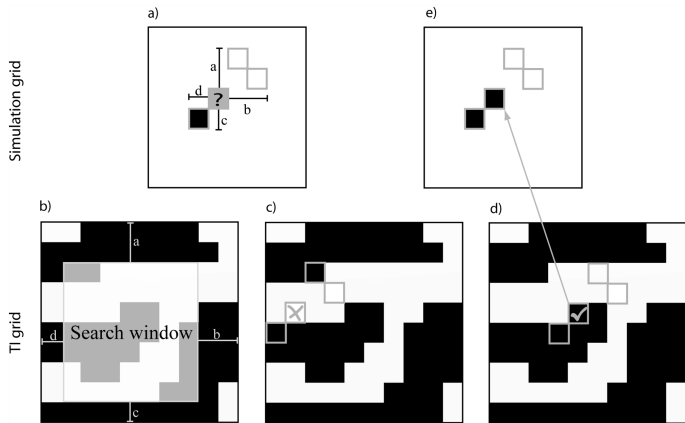 a)
e)
Simulation grid
a
d
?
b
c
b)
c)
d)
TI grid
a
Search window
d
b
c